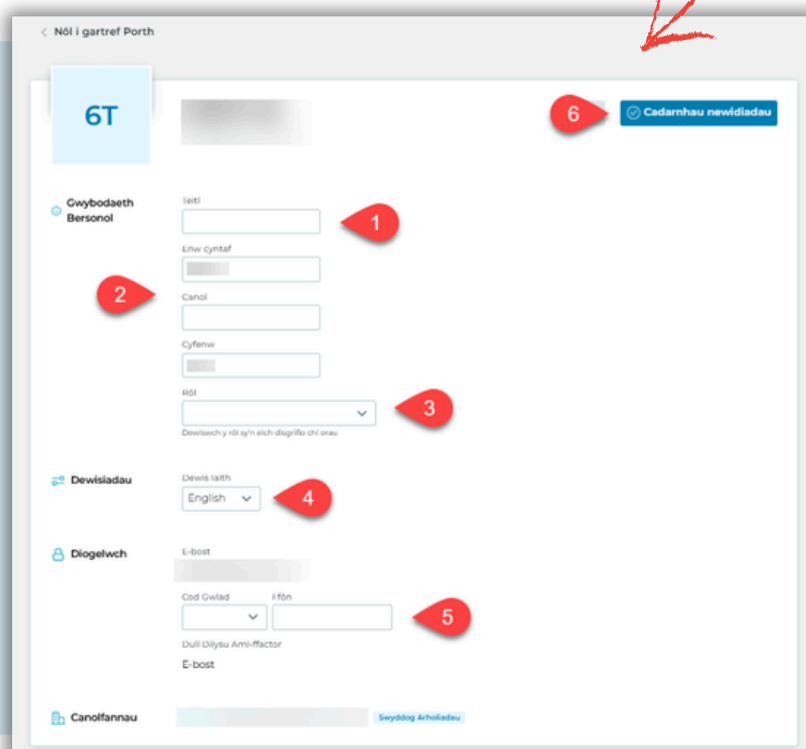 Nôl i gartref Porth
6T
6
Cadarnhau newidiadau
Gwybodaeth
Bersonol
Teitl
1
Enw cyntaf
2
Canol
Cyfenw
Rôl
3
Dewiswch y rôl sy'n eich disgrifio chi orau
Dewisiadau
Dewis Iaith
English
4
Diogelwch
E-bost
Cod Gwlad
Ffôn
5
Dull Dilysu Aml-ffactor
E-bost
Canolfannau
Swyddog Arholiadau